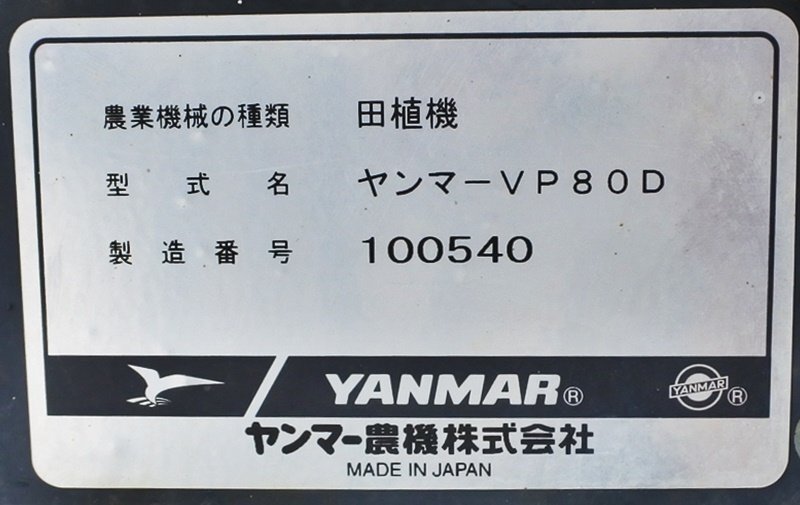 農業機械の種類 田植機
型式名 ヤンマーVP80D
製造番号 100540
YANMAR® YANMAR®
ヤンマー農機株式会社
MADE IN JAPAN